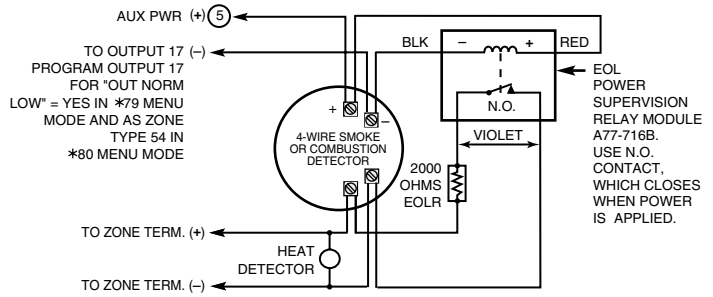 AUX PWR (+) 5
TO OUTPUT 17 (–)
PROGRAM OUTPUT 17
FOR "OUT NORM
LOW" = YES IN *79 MENU
MODE AND AS ZONE
TYPE 54 IN
*80 MENU MODE
+
–
4-WIRE SMOKE
OR COMBUSTION
DETECTOR
BLK
–
+
RED
N.O.
VIOLET
2000
OHMS
EOLR
EOL
POWER
SUPERVISION
RELAY MODULE
A77-716B.
USE N.O.
CONTACT,
WHICH CLOSES
WHEN POWER
IS APPLIED.
TO ZONE TERM. (+)
HEAT
DETECTOR
TO ZONE TERM. (–)